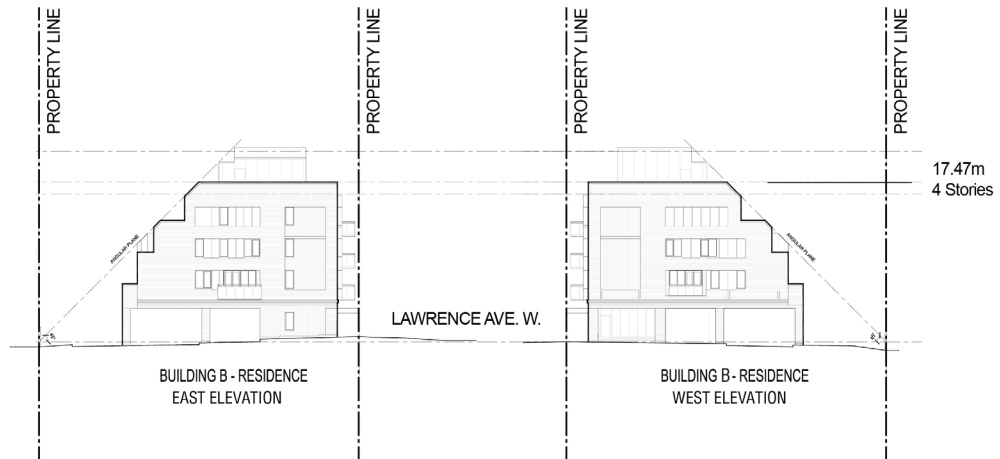 PROPERTY LINE
PROPERTY LINE
PROPERTY LINE
PROPERTY LINE
17.47m
4 Stories
ANGULAR PLANE
ANGULAR PLANE
LAWRENCE AVE. W.
BUILDING B - RESIDENCE
EAST ELEVATION
BUILDING B - RESIDENCE
WEST ELEVATION